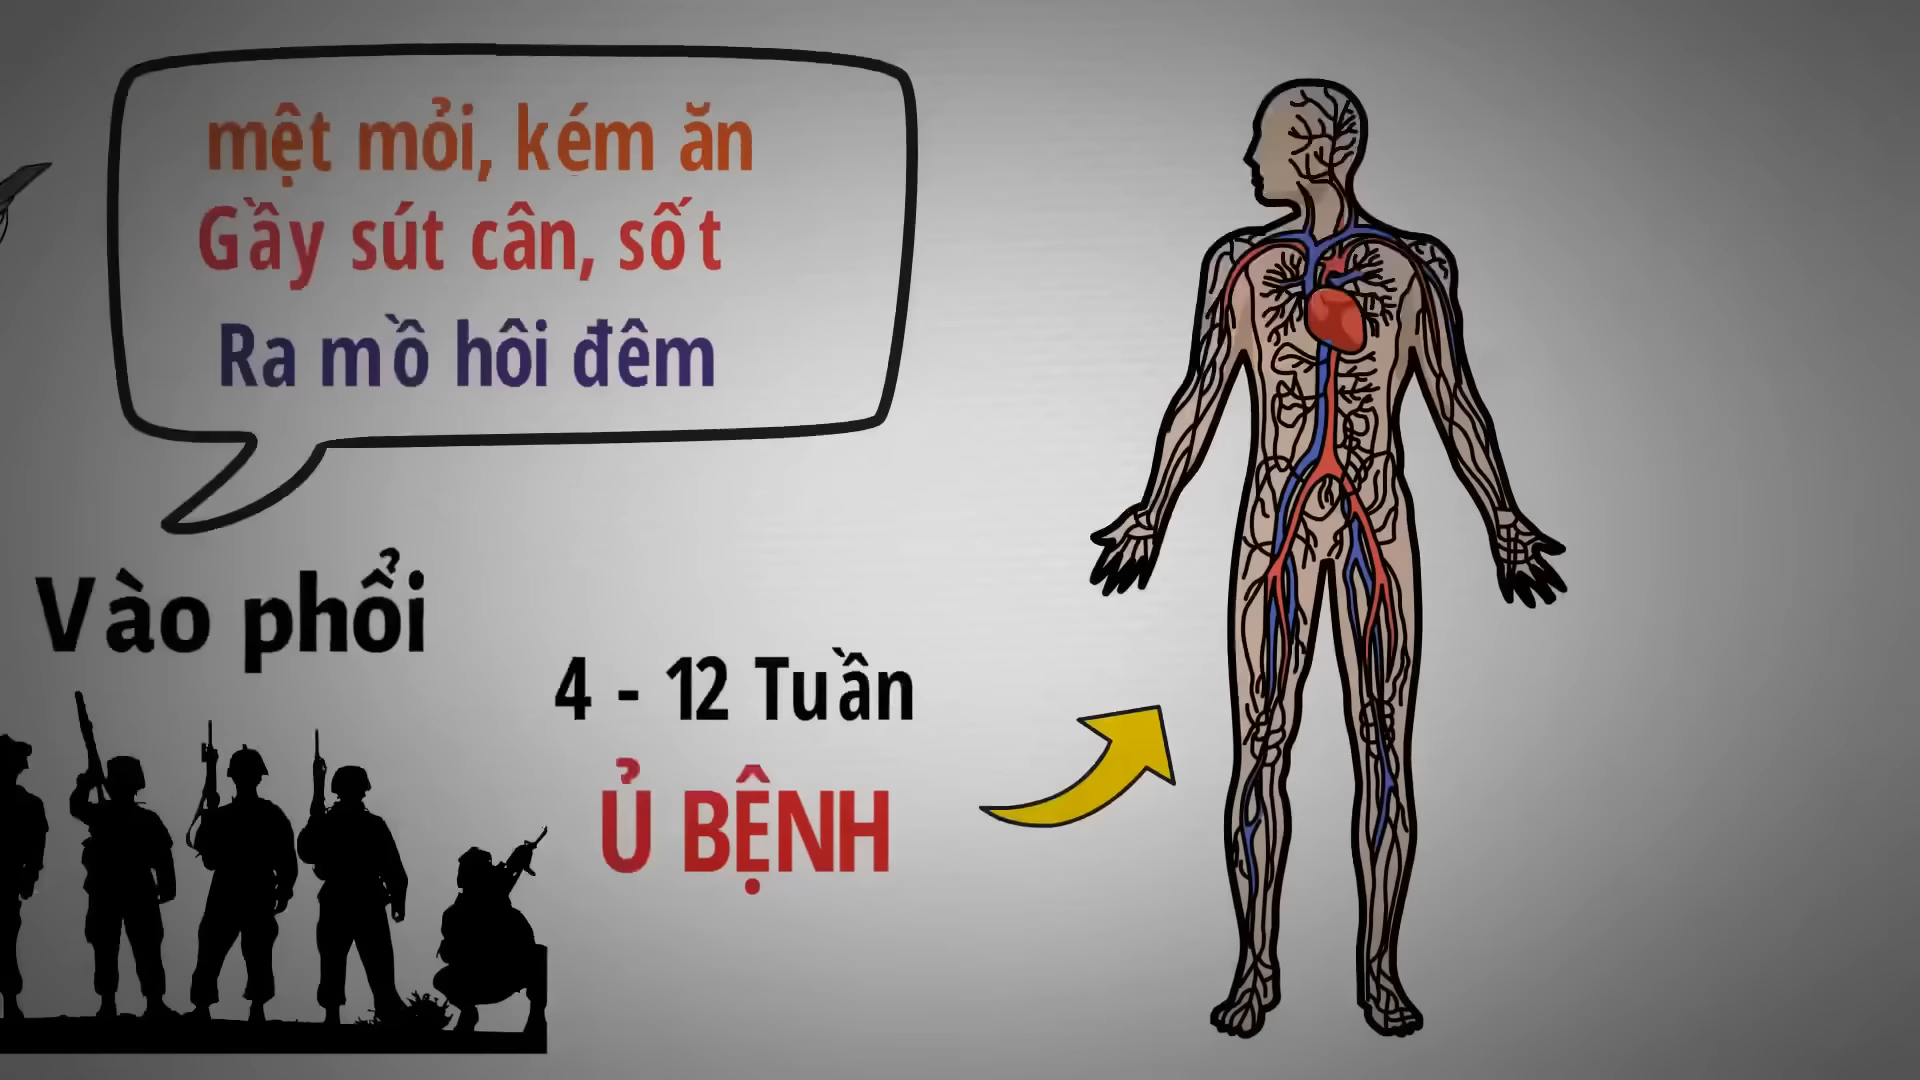 mệt mỏi, kém ăn
Gầy sút cân, sốt
Ra mồ hôi đêm
Vào phổi
4 - 12 Tuần
Ủ BỆNH